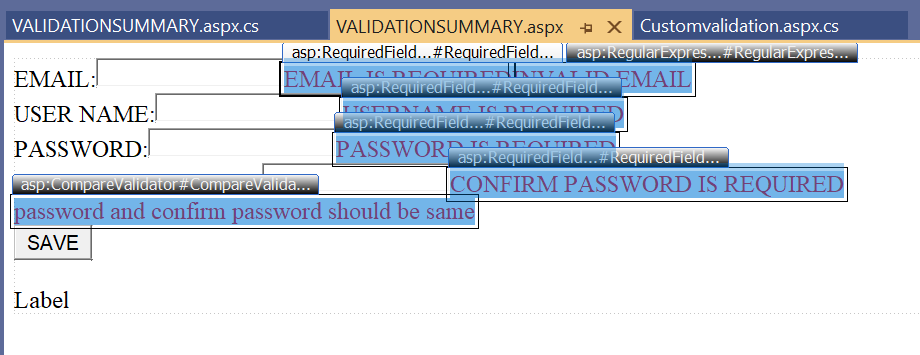 VALIDATIONSUMMARY.aspx.cs VALIDATIONSUMMARY.aspx Customvalidation.aspx.cs
asp:RequiredField...#RequiredField... asp:RegularExpres...#RegularExpres...
EMAIL: EMAIL IS REQUIRED INVALID EMAIL
asp:RequiredField...#RequiredField...
USER NAME: USERNAME IS REQUIRED
asp:RequiredField...#RequiredField...
PASSWORD: PASSWORD IS REQUIRED
asp:RequiredField...#RequiredField...
asp:CompareValidator#CompareValida... CONFIRM PASSWORD IS REQUIRED
password and confirm password should be same
SAVE
Label